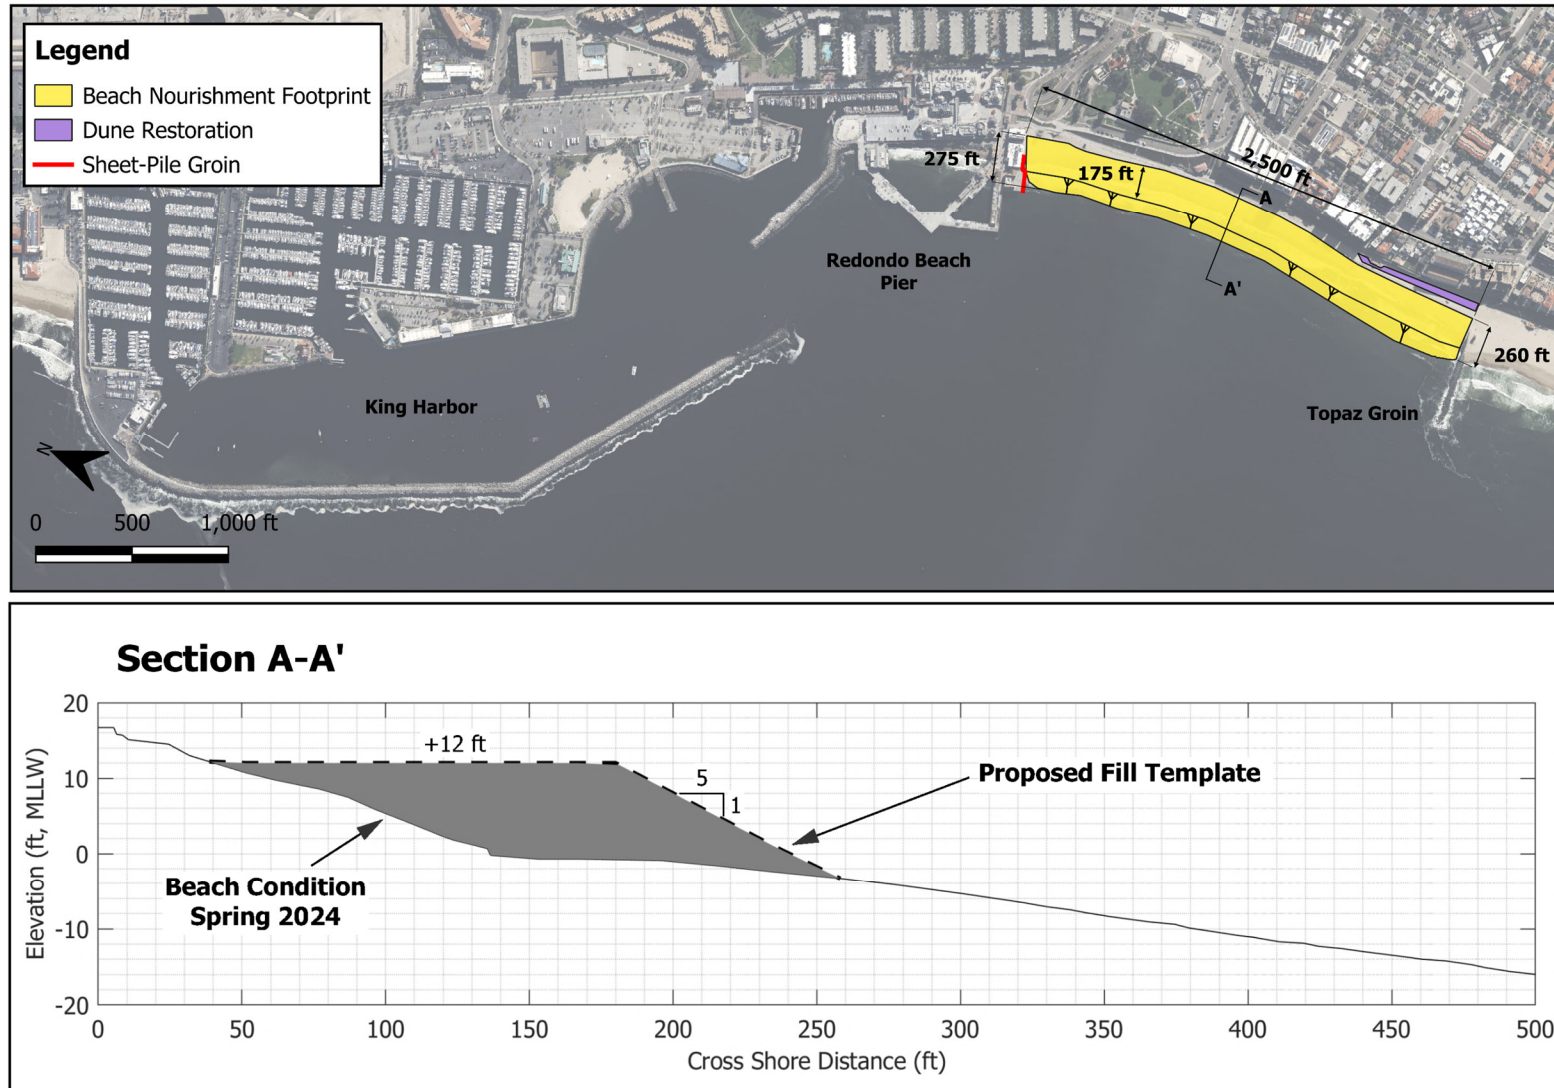 Legend
Beach Nourishment Footprint
Dune Restoration
Sheet-Pile Groin
275 ft
175 ft
2,500 ft
A
A'
260 ft
Redondo Beach
Pier
King Harbor
Topaz Groin
N
0 500 1,000 ft
Section A-A'
+12 ft
5
1
Proposed Fill Template
Beach Condition
Spring 2024
Elevation (ft, MLLW)
20
10
0
-10
-20
0 50 100 150 200 250 300 350 400 450 500
Cross Shore Distance (ft)